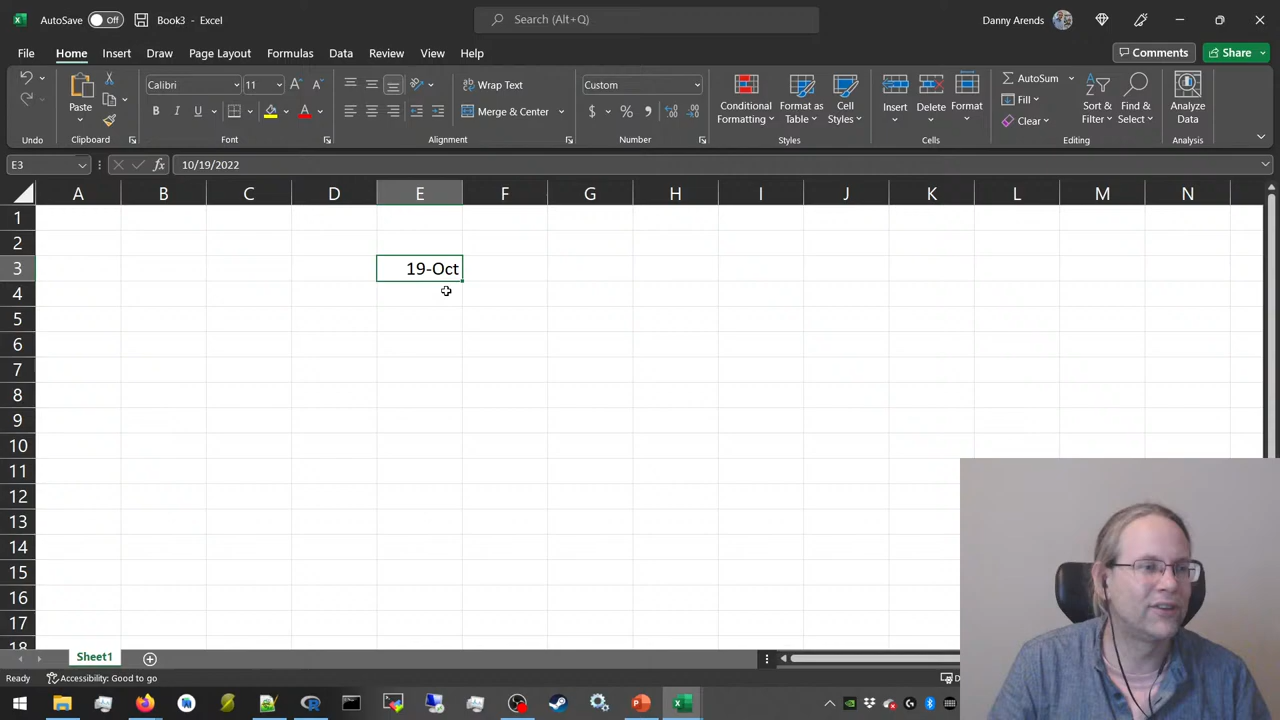 AutoSave Off Book3 - Excel Search (Alt+Q) Danny Arends
File Home Insert Draw Page Layout Formulas Data Review View Help Comments Share
Paste Calibri 11 Wrap Text Custom Conditional Formatting Format as Table Cell Styles Insert Delete Format AutoSum Sort & Filter Find & Select Analyze Data
B I U A Merge & Center $ % Fill
Clear
Undo Clipboard Font Alignment Number Styles Cells Editing Analysis
E3 fx 10/19/2022
A B C D E F G H I J K L M N
1
2
3 19-Oct
4
5
6
7
8
9
10
11
12
13
14
15
16
17
18
Sheet1
Ready Accessibility: Good to go